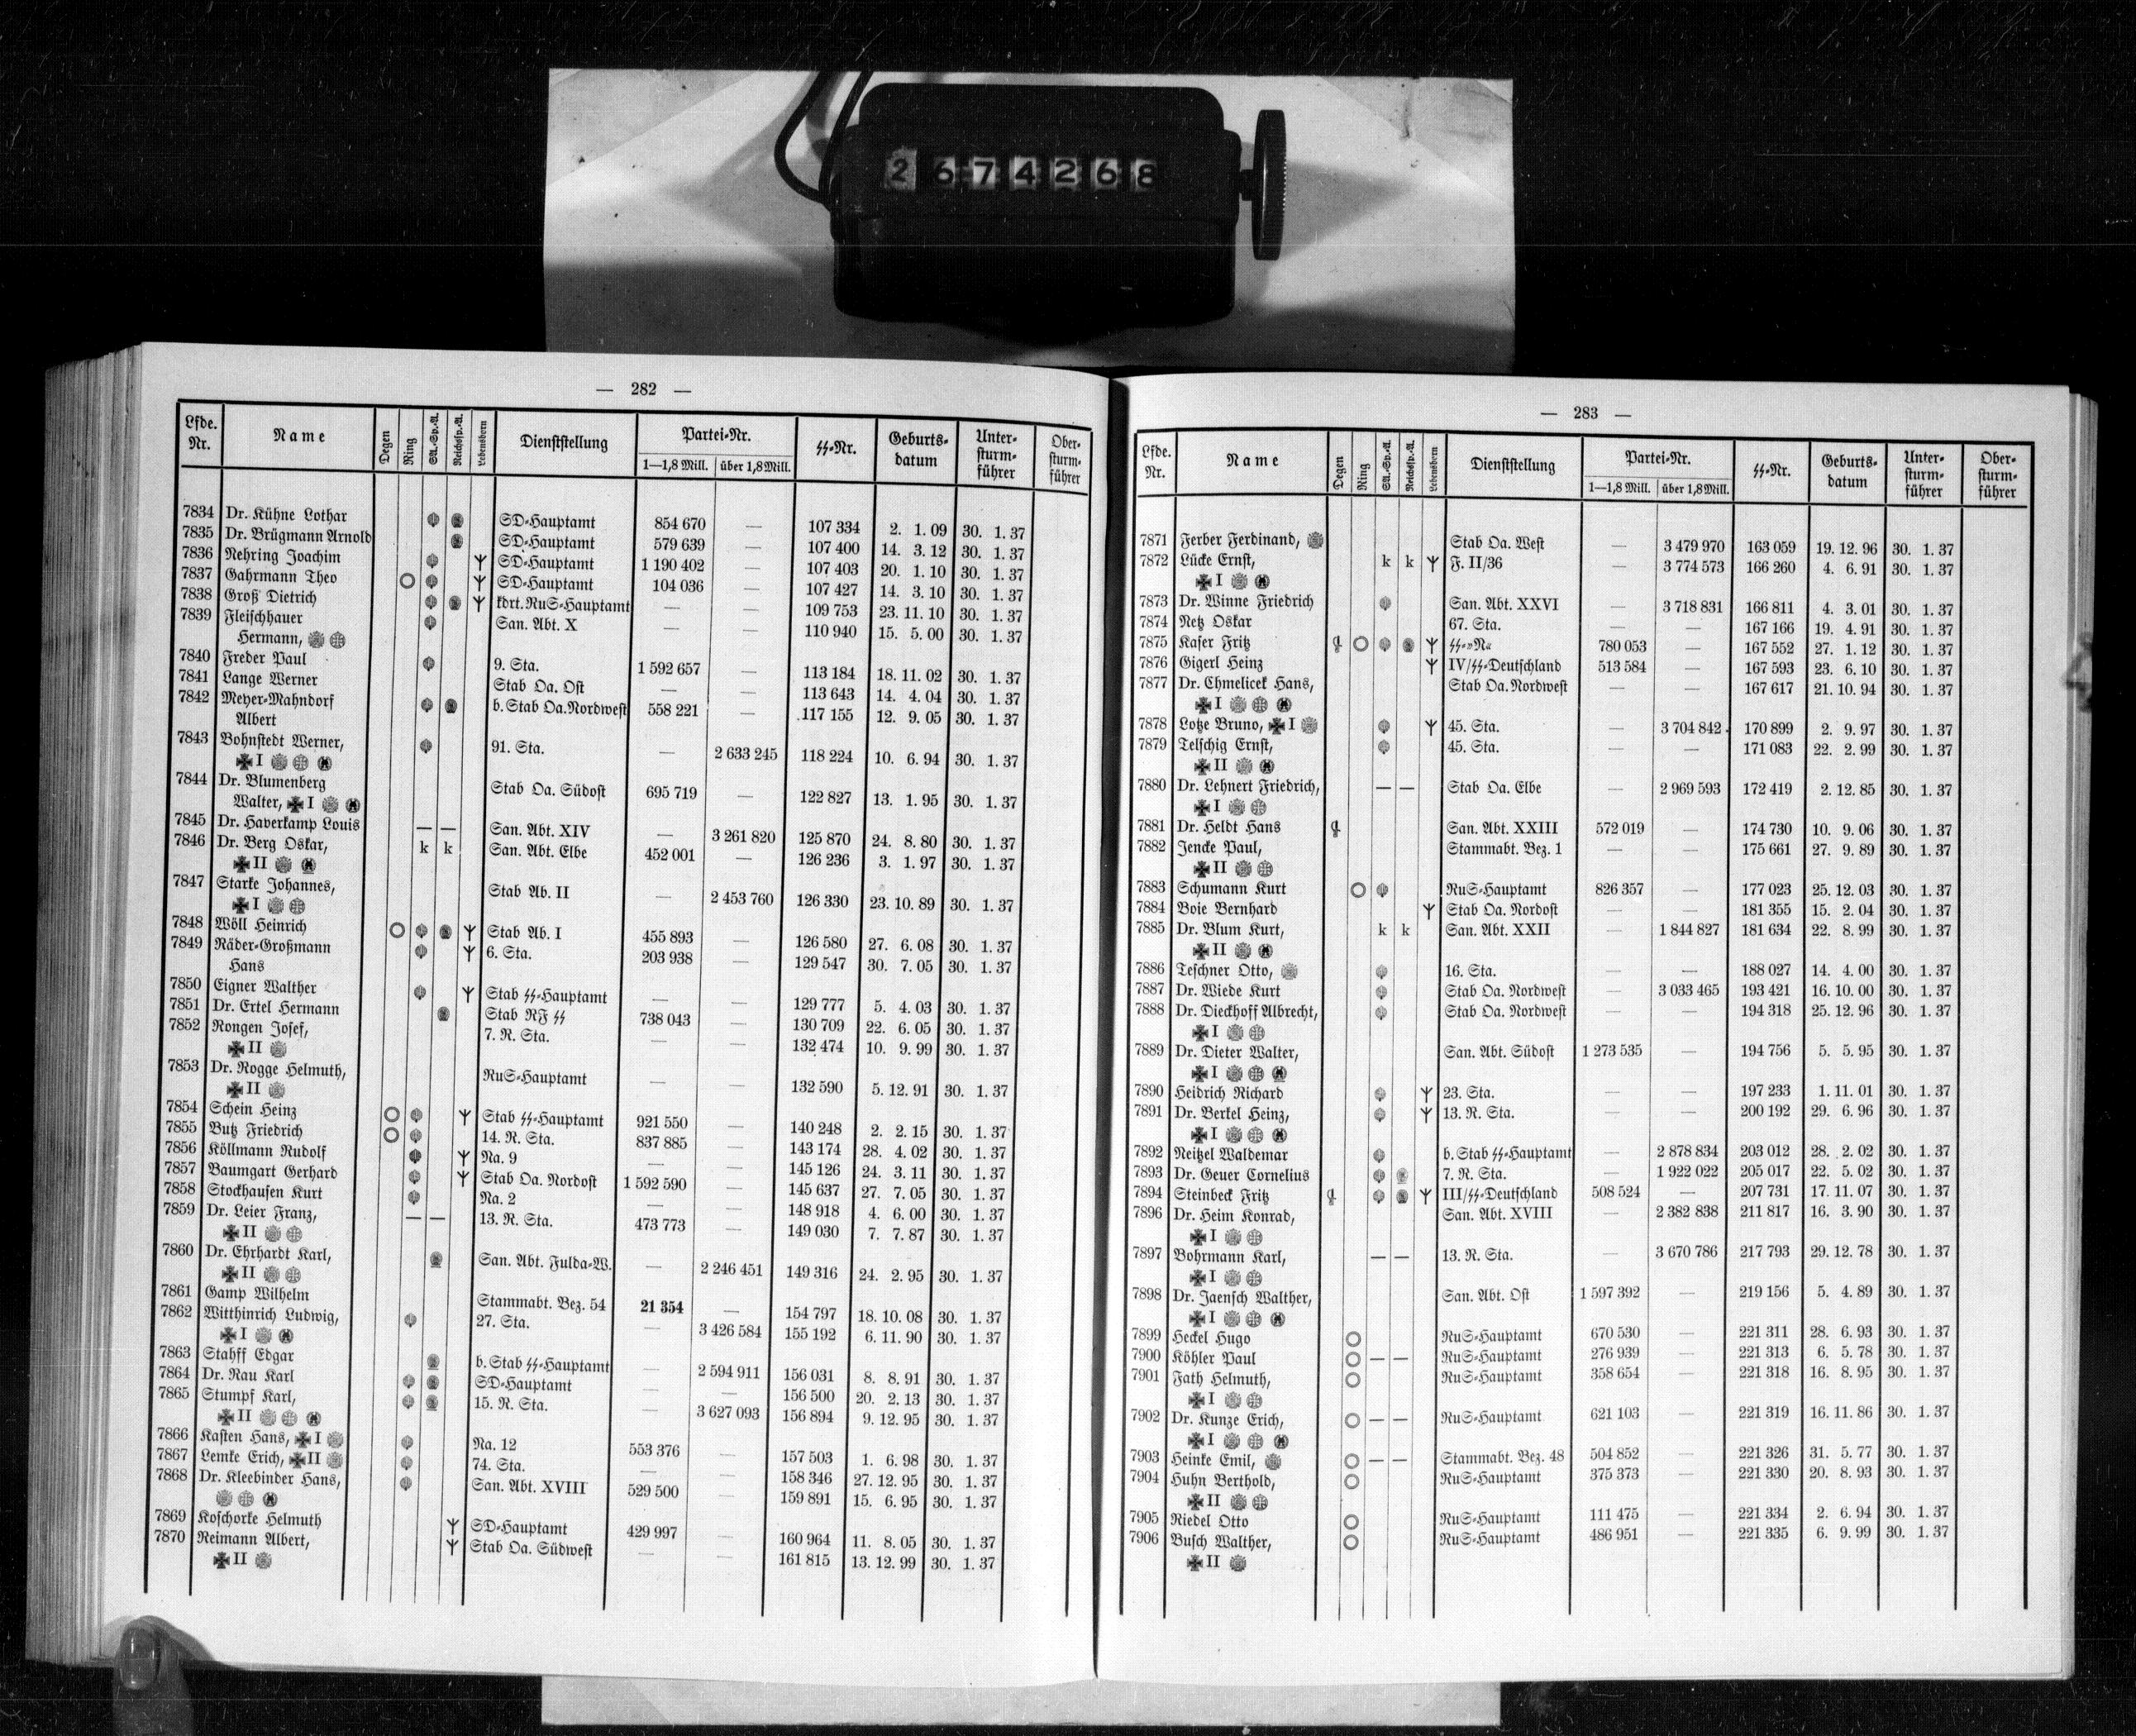 2674268
— 282 —
Lfde. Nr. Name Degen Ring SA.-Sp.-A. Reichssp.-A. Lebensborn Dienststellung Partei-Nr. 1—1,8 Mill. über 1,8 Mill. SS-Nr. Geburts-datum Unter-sturm-führer Ober-sturm-führer
7834 Dr. Kühne Lothar SD-Hauptamt 854 670 — 107 334 2. 1. 09 30. 1. 37
7835 Dr. Brügmann Arnold SD-Hauptamt 579 639 — 107 400 14. 3. 12 30. 1. 37
7836 Nehring Joachim SD-Hauptamt 1 190 402 — 107 403 20. 1. 10 30. 1. 37
7837 Gahrmann Theo SD-Hauptamt 104 036 — 107 427 14. 3. 10 30. 1. 37
7838 Groß Dietrich kdrt. RuS-Hauptamt — — 109 753 23. 11. 10 30. 1. 37
7839 Fleischhauer San. Abt. X — — 110 940 15. 5. 00 30. 1. 37
Hermann,
7840 Freder Paul 9. Sta. 1 592 657 — 113 184 18. 11. 02 30. 1. 37
7841 Lange Werner Stab Oa. Ost — — 113 643 14. 4. 04 30. 1. 37
7842 Meyer-Mahndorf b. Stab Oa. Nordwest 558 221 — 117 155 12. 9. 05 30. 1. 37
Albert
7843 Bohnstedt Werner, 91. Sta. — 2 633 245 118 224 10. 6. 94 30. 1. 37
I
7844 Dr. Blumenberg Stab Oa. Südost 695 719 — 122 827 13. 1. 95 30. 1. 37
Walter, I
7845 Dr. Haverkamp Louis — — San. Abt. XIV — 3 261 820 125 870 24. 8. 80 30. 1. 37
7846 Dr. Berg Oskar, k k San. Abt. Elbe 452 001 — 126 236 3. 1. 97 30. 1. 37
II
7847 Starke Johannes, Stab Ab. II — 2 453 760 126 330 23. 10. 89 30. 1. 37
I
7848 Wöll Heinrich Stab Ab. I 455 893 — 126 580 27. 6. 08 30. 1. 37
7849 Räder-Großmann 6. Sta. 203 938 — 129 547 30. 7. 05 30. 1. 37
Hans
7850 Eigner Walther Stab SS-Hauptamt — — 129 777 5. 4. 03 30. 1. 37
7851 Dr. Ertel Hermann Stab RF SS 738 043 — 130 709 22. 6. 05 30. 1. 37
7852 Rongen Josef, 7. R. Sta. — — 132 474 10. 9. 99 30. 1. 37
II
7853 Dr. Rogge Helmuth, RuS-Hauptamt — — 132 590 5. 12. 91 30. 1. 37
II
7854 Schein Heinz Stab SS-Hauptamt 921 550 — 140 248 2. 2. 15 30. 1. 37
7855 Butz Friedrich 14. R. Sta. 837 885 — 143 174 28. 4. 02 30. 1. 37
7856 Köllmann Rudolf Na. 9 — — 145 126 24. 3. 11 30. 1. 37
7857 Baumgart Gerhard Stab Oa. Nordost 1 592 590 — 145 637 27. 7. 05 30. 1. 37
7858 Stockhausen Kurt Na. 2 — — 148 918 4. 6. 00 30. 1. 37
7859 Dr. Leier Franz, — — 13. R. Sta. 473 773 — 149 030 7. 7. 87 30. 1. 37
II
7860 Dr. Ehrhardt Karl, San. Abt. Fulda-W. — 2 246 451 149 316 24. 2. 95 30. 1. 37
II
7861 Gamp Wilhelm Stammabt. Bez. 54 21 354 — 154 797 18. 10. 08 30. 1. 37
7862 Witthinrich Ludwig, 27. Sta. — 3 426 584 155 192 6. 11. 90 30. 1. 37
I
7863 Stahff Edgar b. Stab SS-Hauptamt — 2 594 911 156 031 8. 8. 91 30. 1. 37
7864 Dr. Rau Karl SD-Hauptamt — — 156 500 20. 2. 13 30. 1. 37
7865 Stumpf Karl, 15. R. Sta. — 3 627 093 156 894 9. 12. 95 30. 1. 37
II
7866 Kasten Hans, I Na. 12 553 376 — 157 503 1. 6. 98 30. 1. 37
7867 Lemke Erich, II 74. Sta. — — 158 346 27. 12. 95 30. 1. 37
7868 Dr. Kleebinder Hans, San. Abt. XVIII 529 500 — 159 891 15. 6. 95 30. 1. 37
7869 Koschorke Helmuth SD-Hauptamt 429 997 — 160 964 11. 8. 05 30. 1. 37
7870 Reimann Albert, Stab Oa. Südwest — — 161 815 13. 12. 99 30. 1. 37
II
— 283 —
Lfde. Nr. Name Degen Ring SA.-Sp.-A. Reichssp.-A. Lebensborn Dienststellung Partei-Nr. 1—1,8 Mill. über 1,8 Mill. SS-Nr. Geburts-datum Unter-sturm-führer Ober-sturm-führer
7871 Ferber Ferdinand, Stab Oa. West — 3 479 970 163 059 19. 12. 96 30. 1. 37
7872 Lücke Ernst, k k F. II/36 — 3 774 573 166 260 4. 6. 91 30. 1. 37
I
7873 Dr. Winne Friedrich San. Abt. XXVI — 3 718 831 166 811 4. 3. 01 30. 1. 37
7874 Netz Oskar 67. Sta. — — 167 166 19. 4. 91 30. 1. 37
7875 Kaser Fritz SS-»N« 780 053 — 167 552 27. 1. 12 30. 1. 37
7876 Gigerl Heinz IV/SS-Deutschland 513 584 — 167 593 23. 6. 10 30. 1. 37
7877 Dr. Chmelicek Hans, Stab Oa. Nordwest — — 167 617 21. 10. 94 30. 1. 37
I
7878 Lotze Bruno, I 45. Sta. — 3 704 842 170 899 2. 9. 97 30. 1. 37
7879 Telschig Ernst, 45. Sta. — — 171 083 22. 2. 99 30. 1. 37
II
7880 Dr. Lehnert Friedrich, — — Stab Oa. Elbe — 2 969 593 172 419 2. 12. 85 30. 1. 37
I
7881 Dr. Heldt Hans San. Abt. XXIII 572 019 — 174 730 10. 9. 06 30. 1. 37
7882 Jencke Paul, Stammabt. Bez. 1 — — 175 661 27. 9. 89 30. 1. 37
II
7883 Schumann Kurt RuS-Hauptamt 826 357 — 177 023 25. 12. 03 30. 1. 37
7884 Boie Bernhard Stab Oa. Nordost — — 181 355 15. 2. 04 30. 1. 37
7885 Dr. Blum Kurt, k k San. Abt. XXII — 1 844 827 181 634 22. 8. 99 30. 1. 37
II
7886 Teschner Otto, 16. Sta. — — 188 027 14. 4. 00 30. 1. 37
7887 Dr. Wiede Kurt Stab Oa. Nordwest — 3 033 465 193 421 16. 10. 00 30. 1. 37
7888 Dr. Dieckhoff Albrecht, Stab Oa. Nordwest — — 194 318 25. 12. 96 30. 1. 37
I
7889 Dr. Dieter Walter, San. Abt. Südost 1 273 535 — 194 756 5. 5. 95 30. 1. 37
I
7890 Heidrich Richard 23. Sta. — — 197 233 1. 11. 01 30. 1. 37
7891 Dr. Berkel Heinz, 13. R. Sta. — — 200 192 29. 6. 96 30. 1. 37
I
7892 Neitzel Waldemar b. Stab SS-Hauptamt — 2 878 834 203 012 28. 2. 02 30. 1. 37
7893 Dr. Geuer Cornelius 7. R. Sta. — 1 922 022 205 017 22. 5. 02 30. 1. 37
7894 Steinbeck Fritz III/SS-Deutschland 508 524 — 207 731 17. 11. 07 30. 1. 37
7896 Dr. Heim Konrad, San. Abt. XVIII — 2 382 838 211 817 16. 3. 90 30. 1. 37
I
7897 Bohrmann Karl, — — 13. R. Sta. — 3 670 786 217 793 29. 12. 78 30. 1. 37
I
7898 Dr. Jaensch Walther, San. Abt. Ost 1 597 392 — 219 156 5. 4. 89 30. 1. 37
I
7899 Heckel Hugo RuS-Hauptamt 670 530 — 221 311 28. 6. 93 30. 1. 37
7900 Köhler Paul — — RuS-Hauptamt 276 939 — 221 313 6. 5. 78 30. 1. 37
7901 Fath Helmuth, RuS-Hauptamt 358 654 — 221 318 16. 8. 95 30. 1. 37
I
7902 Dr. Kunze Erich, — — RuS-Hauptamt 621 103 — 221 319 16. 11. 86 30. 1. 37
I
7903 Heinke Emil, — — Stammabt. Bez. 48 504 852 — 221 326 31. 5. 77 30. 1. 37
7904 Huhn Berthold, RuS-Hauptamt 375 373 — 221 330 20. 8. 93 30. 1. 37
II
7905 Riedel Otto RuS-Hauptamt 111 475 — 221 334 2. 6. 94 30. 1. 37
7906 Busch Walther, RuS-Hauptamt 486 951 — 221 335 6. 9. 99 30. 1. 37
II